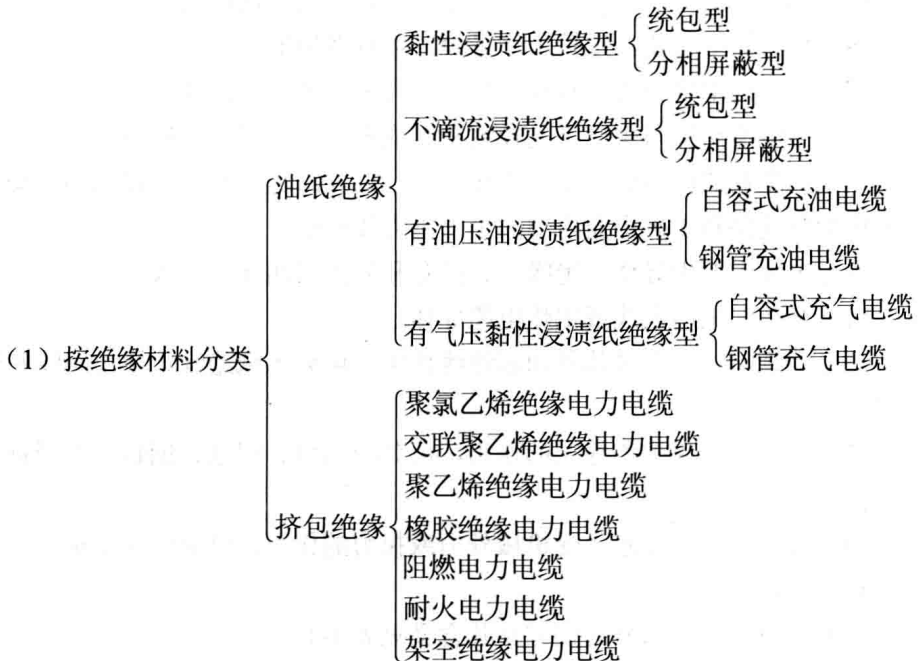 黏性浸渍纸绝缘型
统包型
分相屏蔽型
不滴流浸渍纸绝缘型
统包型
分相屏蔽型
油纸绝缘
有油压油浸渍纸绝缘型
自容式充油电缆
钢管充油电缆
有气压黏性浸渍纸绝缘型
自容式充气电缆
钢管充气电缆
（1）按绝缘材料分类
聚氯乙烯绝缘电力电缆
交联聚乙烯绝缘电力电缆
聚乙烯绝缘电力电缆
挤包绝缘
橡胶绝缘电力电缆
阻燃电力电缆
耐火电力电缆
架空绝缘电力电缆